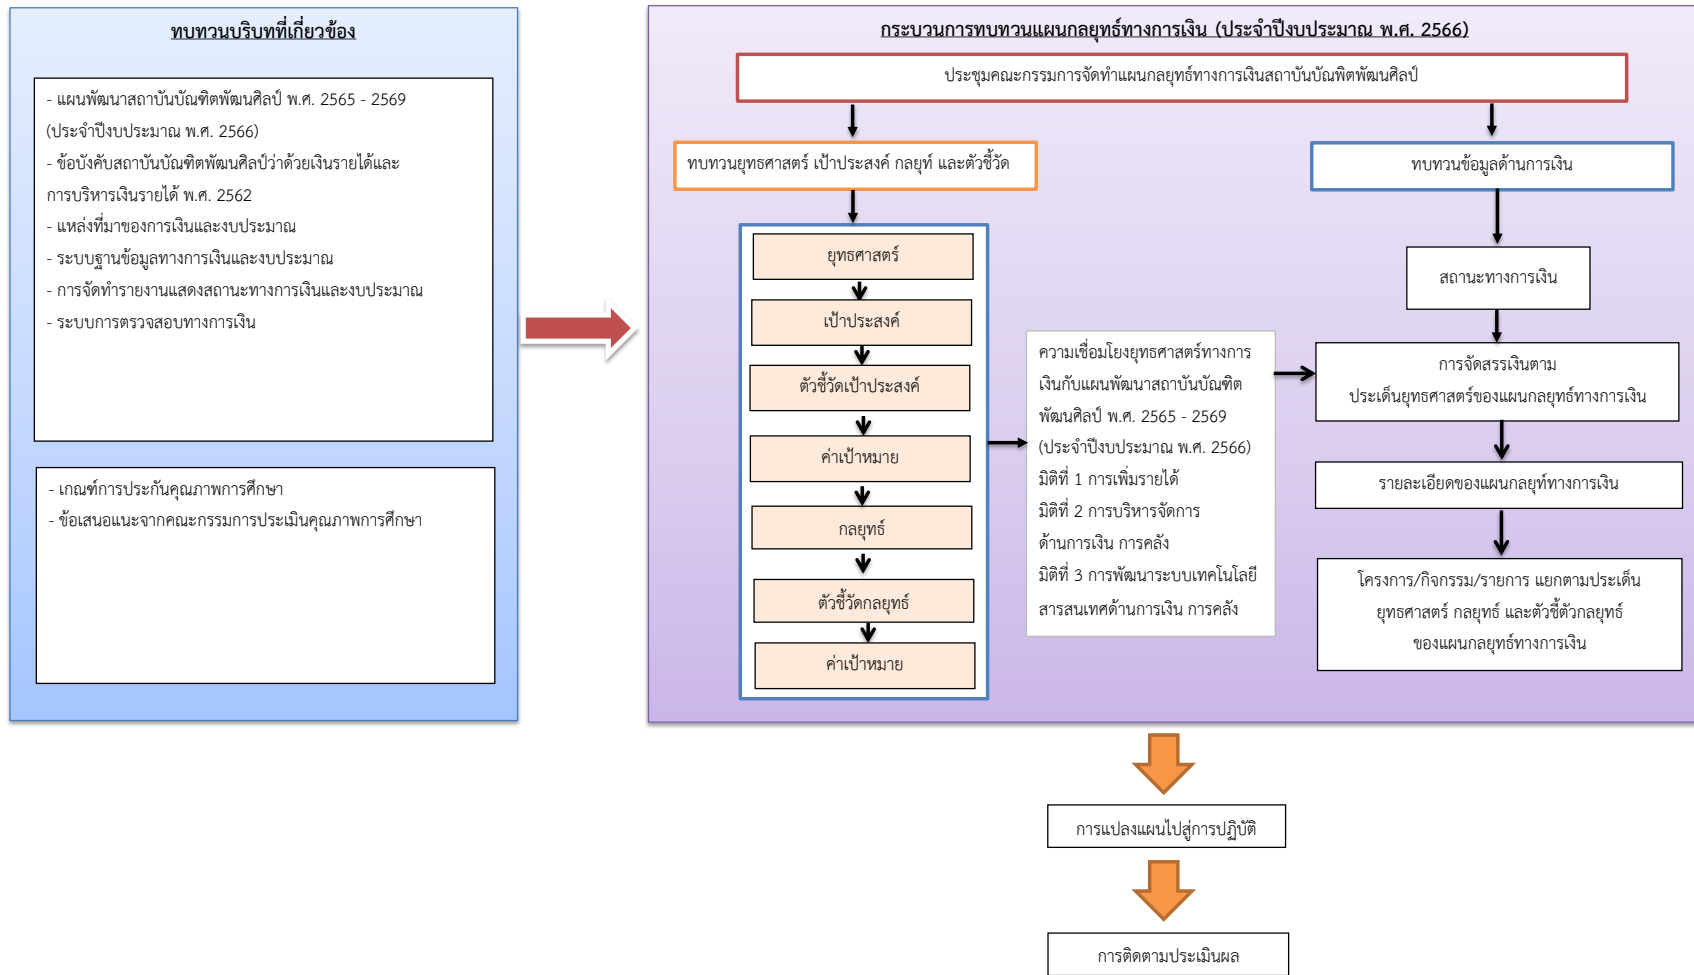 ทบทวนบริบทที่เกี่ยวข้อง
- แผนพัฒนาสถาบันบัณฑิตพัฒนศิลป์ พ.ศ. 2565 - 2569
(ประจำปีงบประมาณ พ.ศ. 2566)
- ข้อบังคับสถาบันบัณฑิตพัฒนศิลป์ว่าด้วยเงินรายได้และ
การบริหารเงินรายได้ พ.ศ. 2562
- แหล่งที่มาของการเงินและงบประมาณ
- ระบบฐานข้อมูลทางการเงินและงบประมาณ
- การจัดทำรายงานแสดงสถานะทางการเงินและงบประมาณ
- ระบบการตรวจสอบทางการเงิน
- เกณฑ์การประกันคุณภาพการศึกษา
- ข้อเสนอแนะจากคณะกรรมการประเมินคุณภาพการศึกษา
กระบวนการทบทวนแผนกลยุทธ์ทางการเงิน (ประจำปีงบประมาณ พ.ศ. 2566)
ประชุมคณะกรรมการจัดทำแผนกลยุทธ์ทางการเงินสถาบันบัณฑิตพัฒนศิลป์
ทบทวนยุทธศาสตร์ เป้าประสงค์ กลยุท์ และตัวชี้วัด
ยุทธศาสตร์
เป้าประสงค์
ตัวชี้วัดเป้าประสงค์
ค่าเป้าหมาย
กลยุทธ์
ตัวชี้วัดกลยุทธ์
ค่าเป้าหมาย
ความเชื่อมโยงยุทธศาสตร์ทางการ
เงินกับแผนพัฒนาสถาบันบัณฑิต
พัฒนศิลป์ พ.ศ. 2565 - 2569
(ประจำปีงบประมาณ พ.ศ. 2566)
มิติที่ 1 การเพิ่มรายได้
มิติที่ 2 การบริหารจัดการ
ด้านการเงิน การคลัง
มิติที่ 3 การพัฒนาระบบเทคโนโลยี
สารสนเทศด้านการเงิน การคลัง
ทบทวนข้อมูลด้านการเงิน
สถานะทางการเงิน
การจัดสรรเงินตาม
ประเด็นยุทธศาสตร์ของแผนกลยุทธ์ทางการเงิน
รายละเอียดของแผนกลยุท์ทางการเงิน
โครงการ/กิจกรรม/รายการ แยกตามประเด็น
ยุทธศาสตร์ กลยุทธ์ และตัวชี้ตัวกลยุทธ์
ของแผนกลยุทธ์ทางการเงิน
การแปลงแผนไปสู่การปฏิบัติ
การติดตามประเมินผล